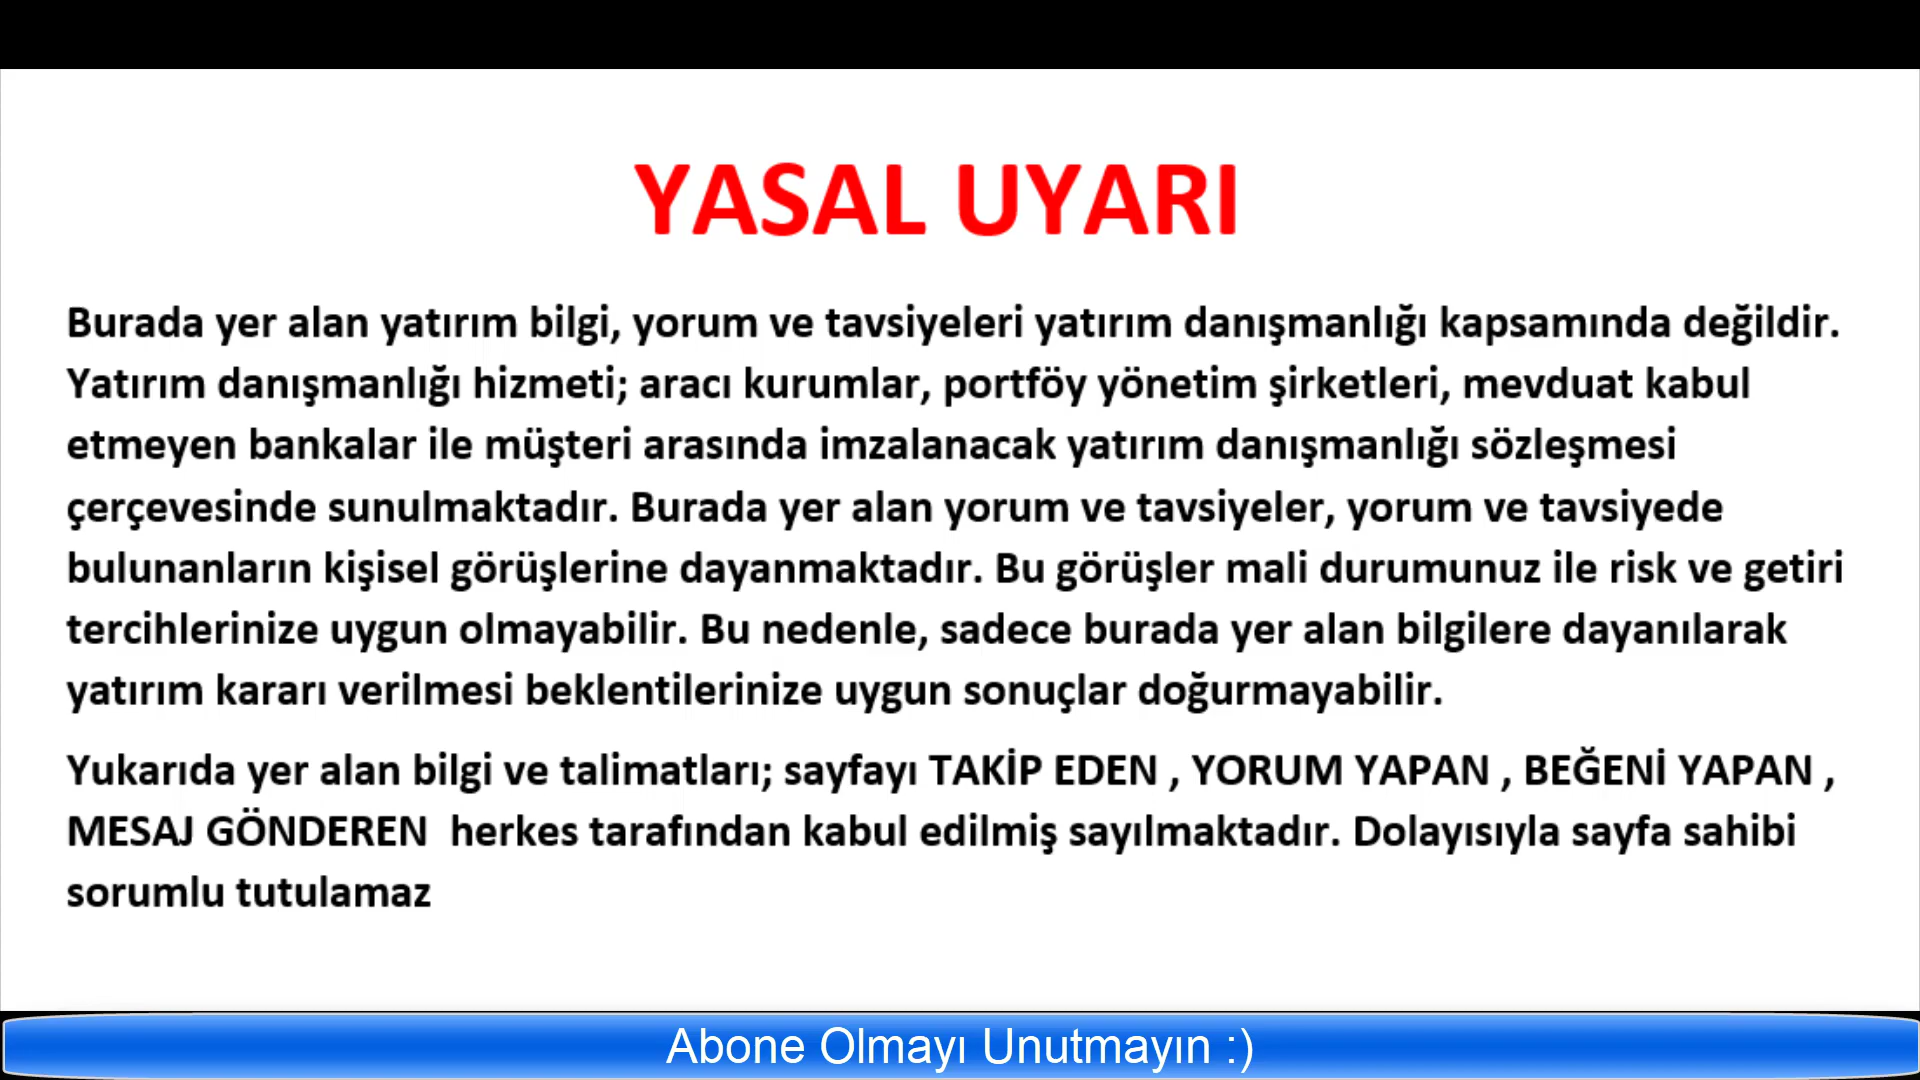 YASAL UYARI
Burada yer alan yatırım bilgi, yorum ve tavsiyeleri yatırım danışmanlığı kapsamında değildir.
Yatırım danışmanlığı hizmeti; aracı kurumlar, portföy yönetim şirketleri, mevduat kabul
etmeyen bankalar ile müşteri arasında imzalanacak yatırım danışmanlığı sözleşmesi
çerçevesinde sunulmaktadır. Burada yer alan yorum ve tavsiyeler, yorum ve tavsiyede
bulunanların kişisel görüşlerine dayanmaktadır. Bu görüşler mali durumunuz ile risk ve getiri
tercihlerinize uygun olmayabilir. Bu nedenle, sadece burada yer alan bilgilere dayanılarak
yatırım kararı verilmesi beklentilerinize uygun sonuçlar doğurmayabilir.
Yukarıda yer alan bilgi ve talimatları; sayfayı TAKİP EDEN , YORUM YAPAN , BEĞENİ YAPAN ,
MESAJ GÖNDEREN  herkes tarafından kabul edilmiş sayılmaktadır. Dolayısıyla sayfa sahibi
sorumlu tutulamaz
Abone Olmayı Unutmayın :)